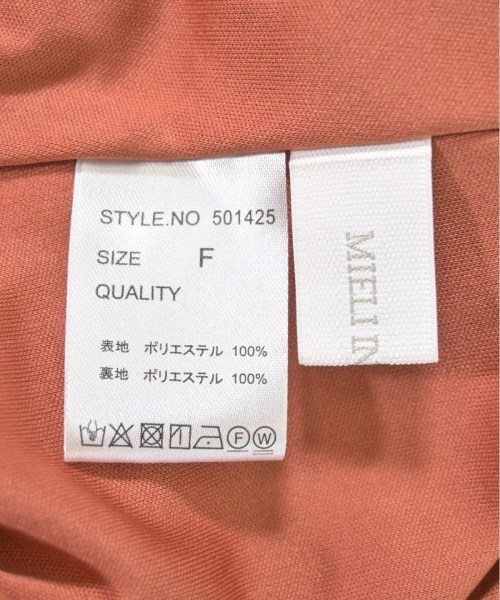 STYLE.NO 501425
SIZE F
QUALITY
表地 ポリエステル 100%
裏地 ポリエステル 100%
F W
MIELI IN